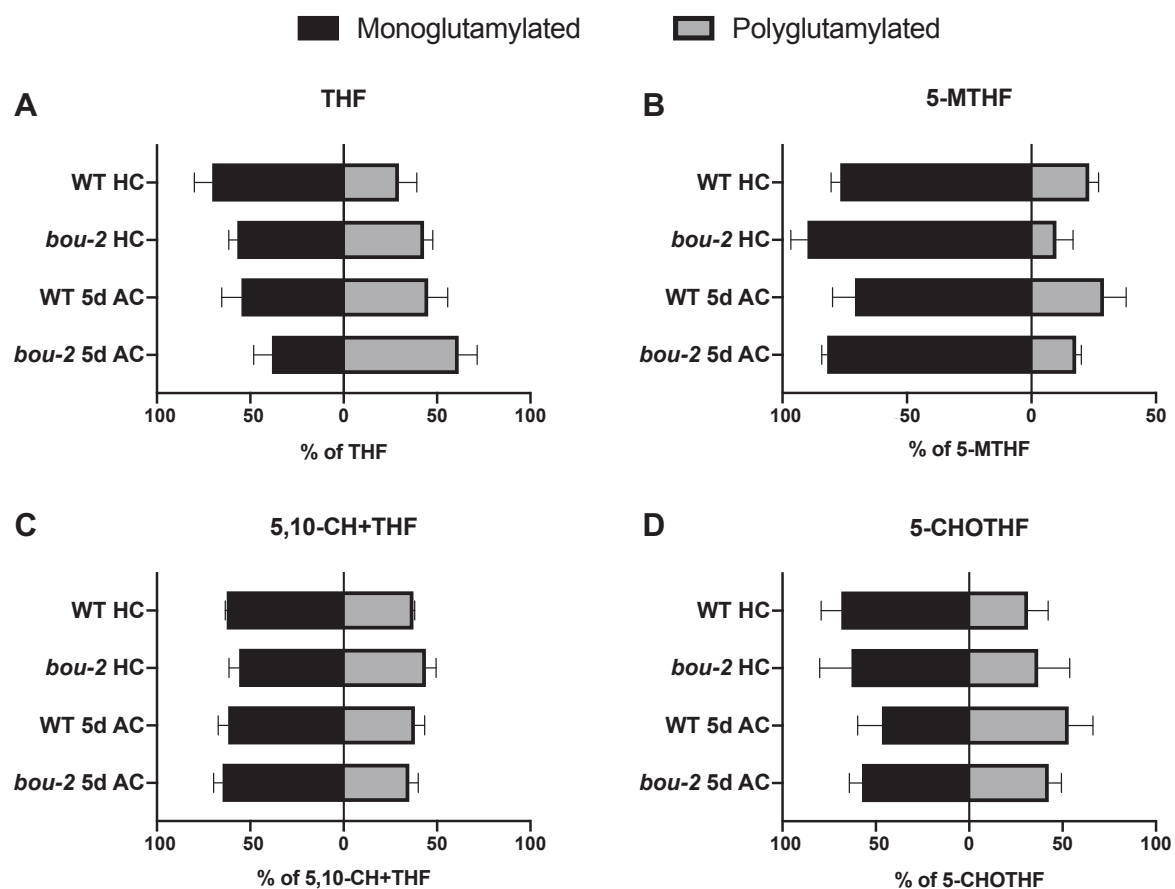 Monoglutamylated Polyglutamylated
A THF
WT HC
bou-2 HC
WT 5d AC
bou-2 5d AC
100 50 0 50 100
% of THF
B 5-MTHF
WT HC
bou-2 HC
WT 5d AC
bou-2 5d AC
100 50 0 50
% of 5-MTHF
C 5,10-CH+THF
WT HC
bou-2 HC
WT 5d AC
bou-2 5d AC
100 50 0 50 100
% of 5,10-CH+THF
D 5-CHOTHF
WT HC
bou-2 HC
WT 5d AC
bou-2 5d AC
100 50 0 50 100
% of 5-CHOTHF